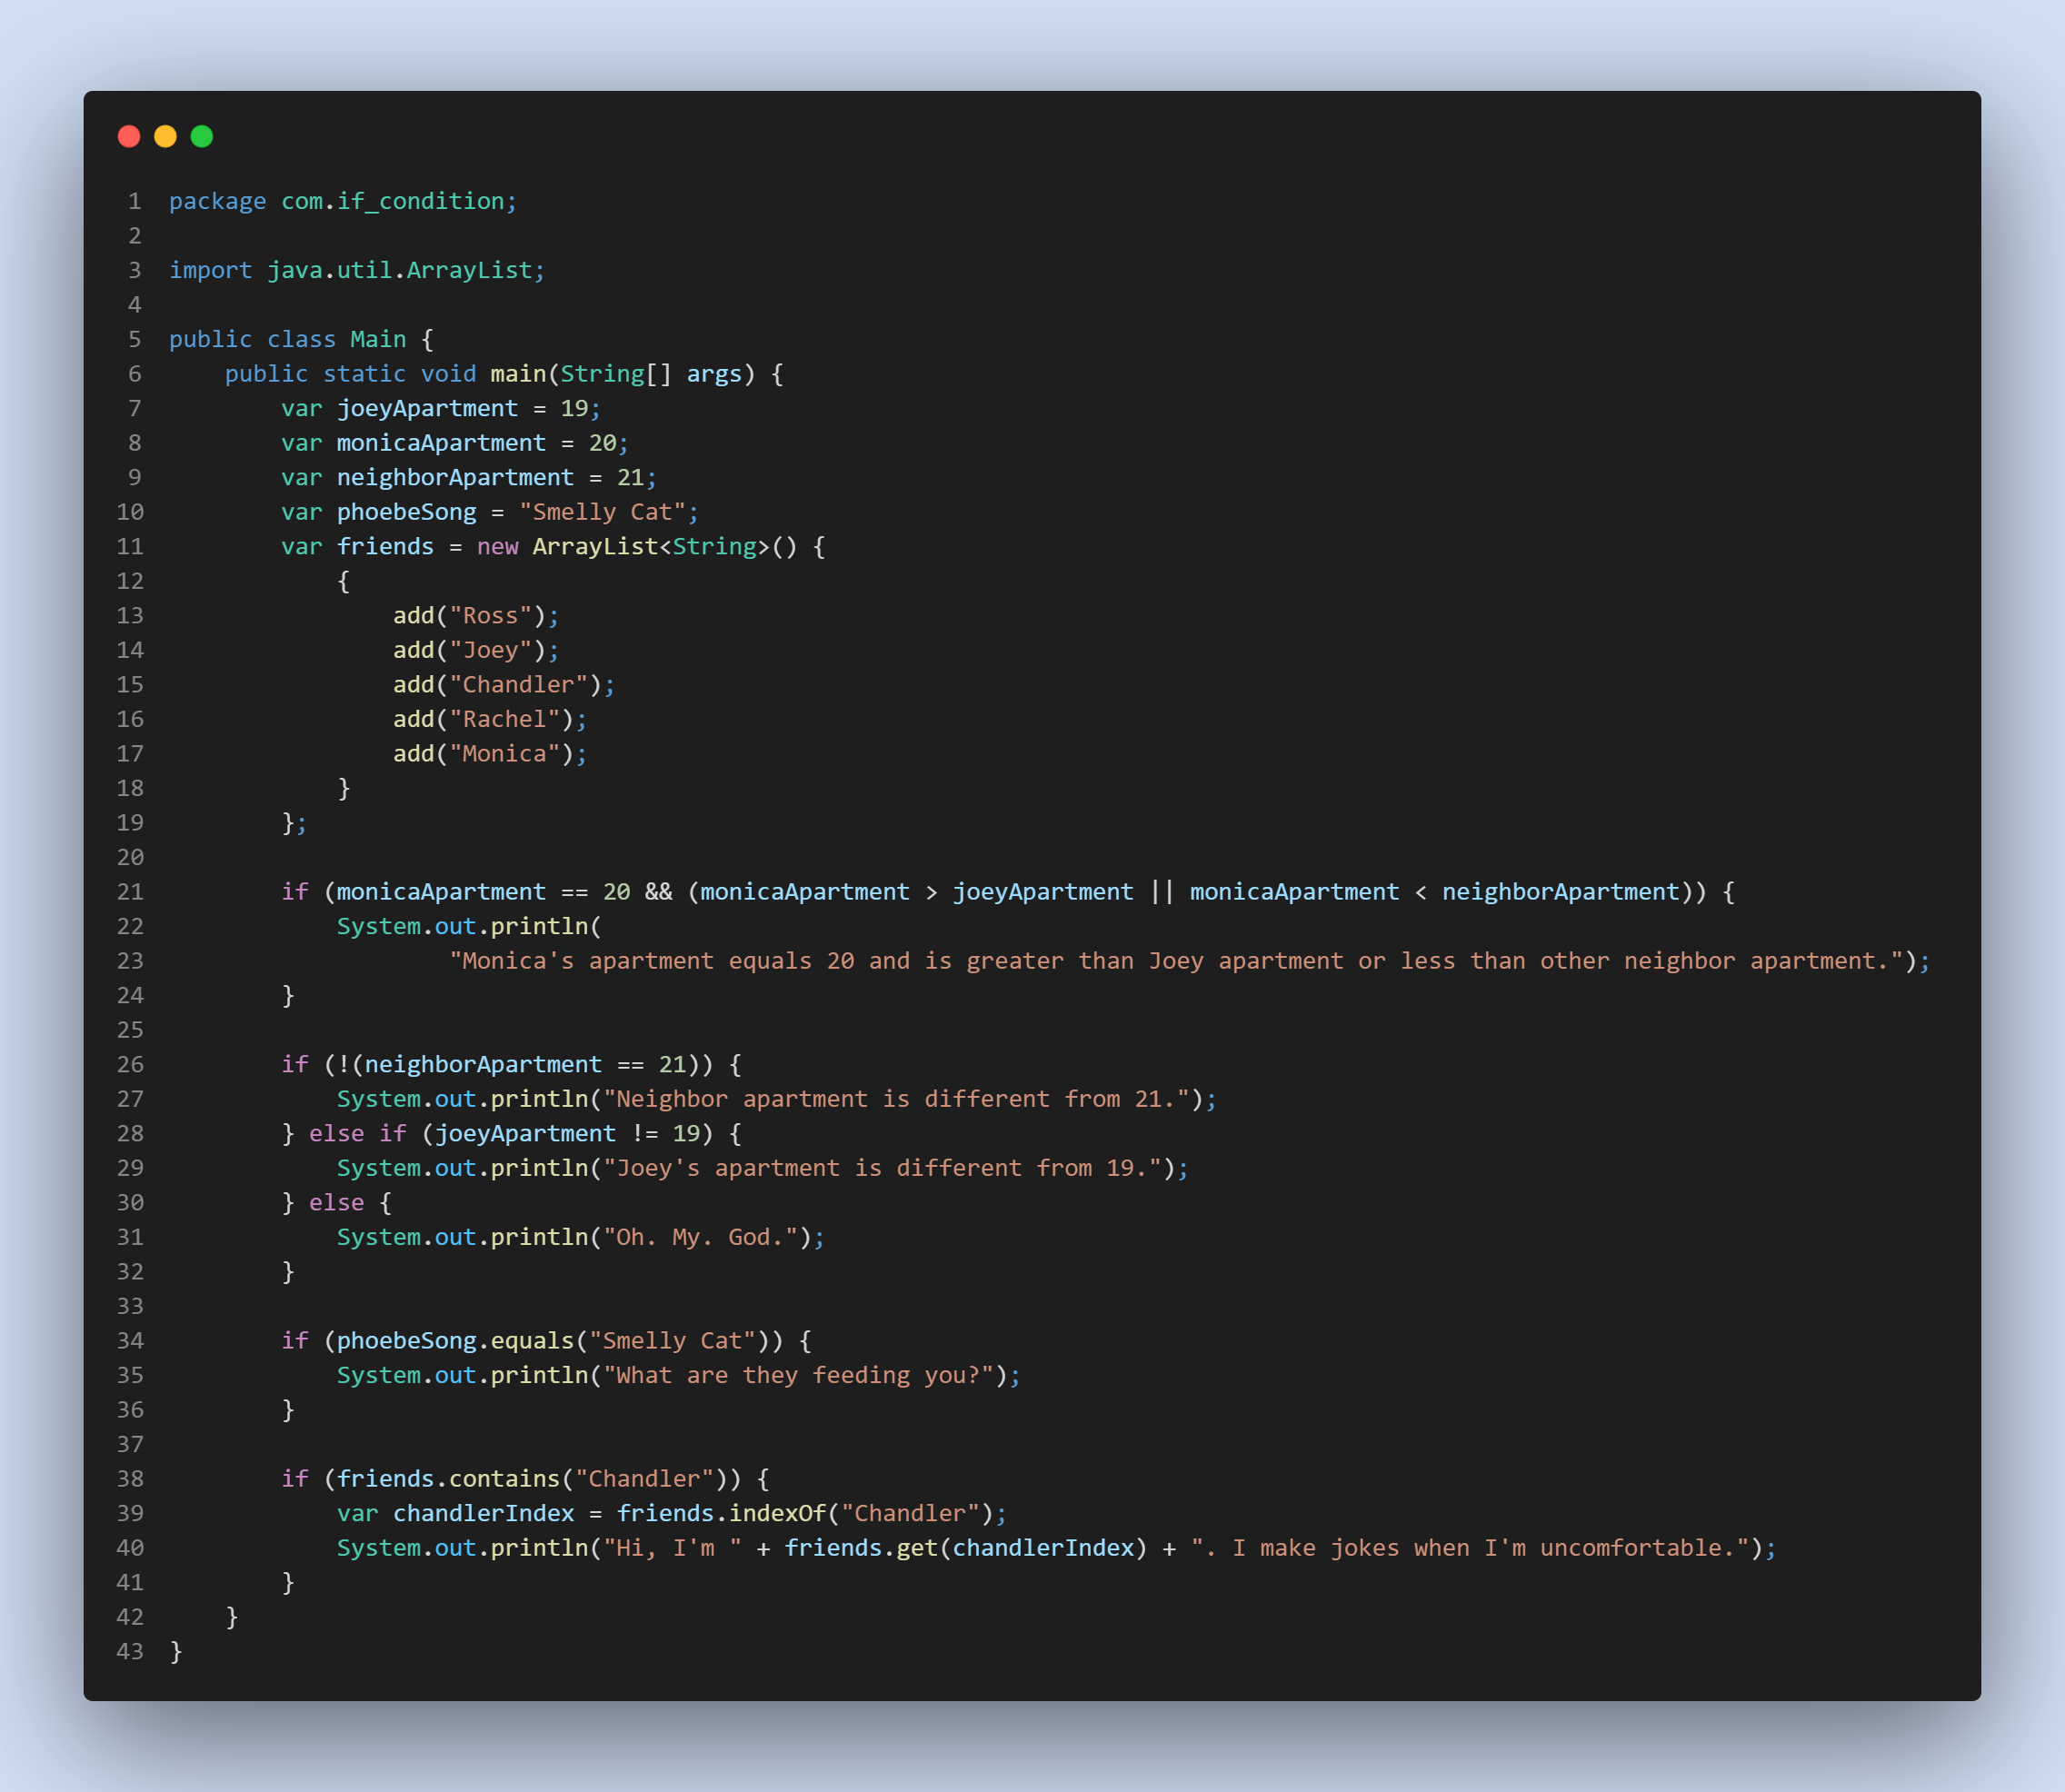 1 package com.if_condition;
2
3 import java.util.ArrayList;
4
5 public class Main {
6     public static void main(String[] args) {
7         var joeyApartment = 19;
8         var monicaApartment = 20;
9         var neighborApartment = 21;
10         var phoebeSong = "Smelly Cat";
11         var friends = new ArrayList<String>() {
12             {
13                 add("Ross");
14                 add("Joey");
15                 add("Chandler");
16                 add("Rachel");
17                 add("Monica");
18             }
19         };
20
21         if (monicaApartment == 20 && (monicaApartment > joeyApartment || monicaApartment < neighborApartment)) {
22             System.out.println(
23                     "Monica's apartment equals 20 and is greater than Joey apartment or less than other neighbor apartment.");
24         }
25
26         if (!(neighborApartment == 21)) {
27             System.out.println("Neighbor apartment is different from 21.");
28         } else if (joeyApartment != 19) {
29             System.out.println("Joey's apartment is different from 19.");
30         } else {
31             System.out.println("Oh. My. God.");
32         }
33
34         if (phoebeSong.equals("Smelly Cat")) {
35             System.out.println("What are they feeding you?");
36         }
37
38         if (friends.contains("Chandler")) {
39             var chandlerIndex = friends.indexOf("Chandler");
40             System.out.println("Hi, I'm " + friends.get(chandlerIndex) + ". I make jokes when I'm uncomfortable.");
41         }
42     }
43 }